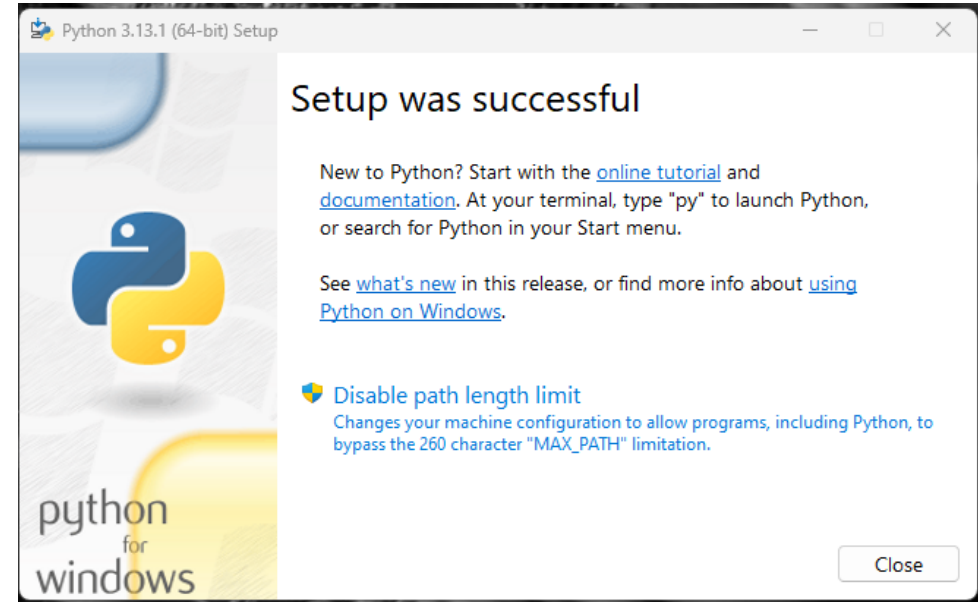 Python 3.13.1 (64-bit) Setup
Setup was successful
New to Python? Start with the online tutorial and
documentation. At your terminal, type "py" to launch Python,
or search for Python in your Start menu.
See what's new in this release, or find more info about using
Python on Windows.
Disable path length limit
Changes your machine configuration to allow programs, including Python, to
bypass the 260 character "MAX_PATH" limitation.
python
for
windows
Close